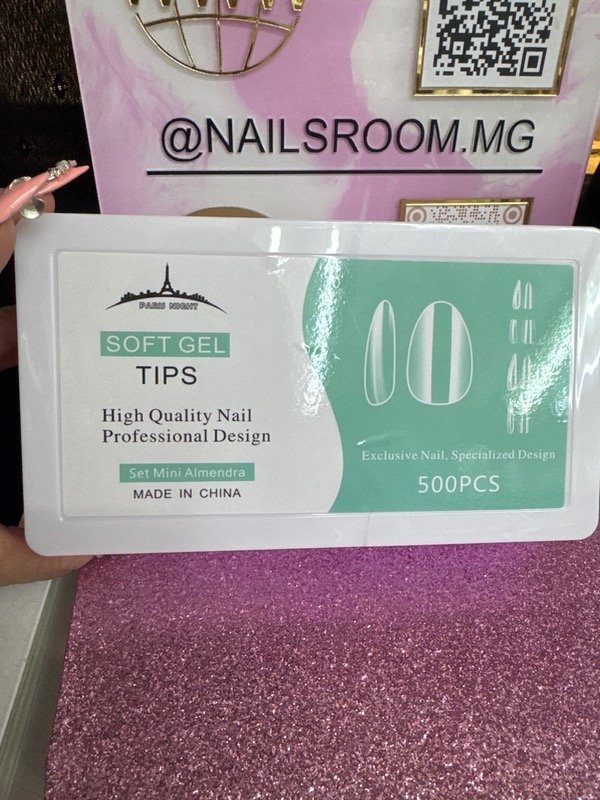 @NAILSROOM.MG
PARIS NIGHT
SOFT GEL
TIPS
High Quality Nail
Professional Design
Set Mini Almendra
MADE IN CHINA
Exclusive Nail, Specialized Design
500PCS